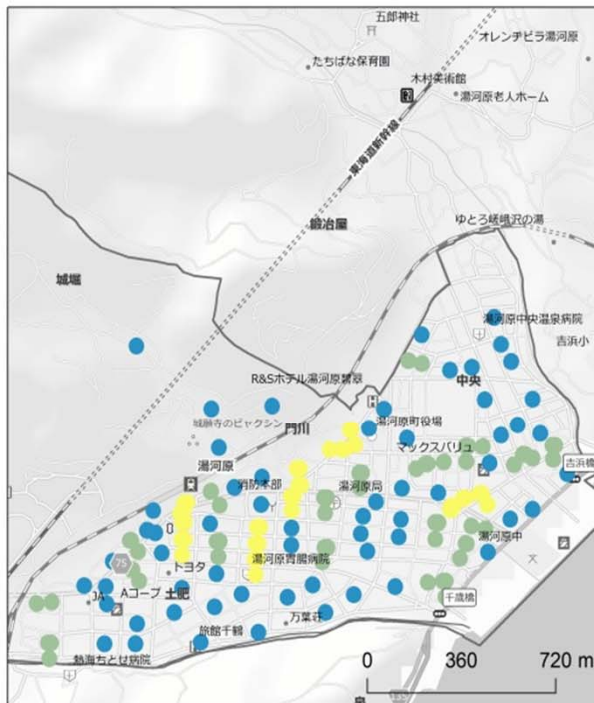 五郎神社
オレンヂビラ湯河原
たちばな保育園
木村美術館
湯河原老人ホーム
東海道新幹線
ゆとろ嵯峨沢の湯
鍛冶屋
城堀
湯河原中央温泉病院
吉浜小
R&Sホテル湯河原碧翠
中央
城願寺のビャクシン
門川
湯河原町役場
マックスバリュ
湯河原
吉浜橋
消防本部
湯河原局
湯河原中
湯河原胃腸病院
75
トヨタ
JA
Aコープ
土肥
千歳橋
万葉荘
旅館千鶴
熱海ちとせ病院
0 360 720 m